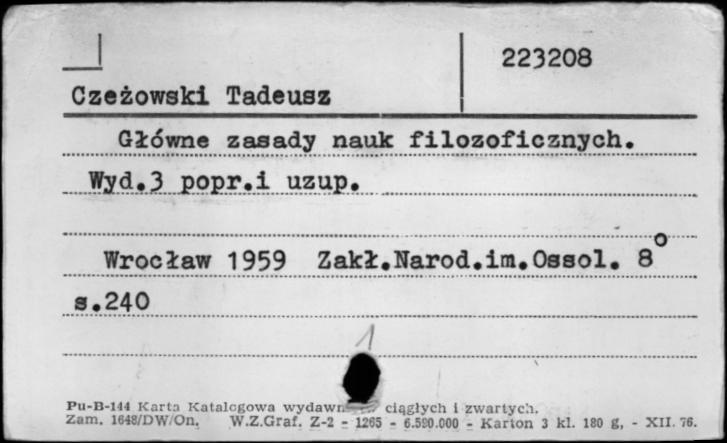 223208
Czeżowski Tadeusz
Główne zasady nauk filozoficznych.
Wyd.3 popr.i uzup.
Wrocław 1959 Zakł.Narod.im.Ossol. 8°
s.240
1
Pu-B-144 Karta Katalogowa wydawn ciągłych i zwartych.
Zam. 1648/DW/On. W.Z.Graf. Z-2 - 1265 - 6.590.000 - Karton 3 kl. 180 g, - XII. 76.